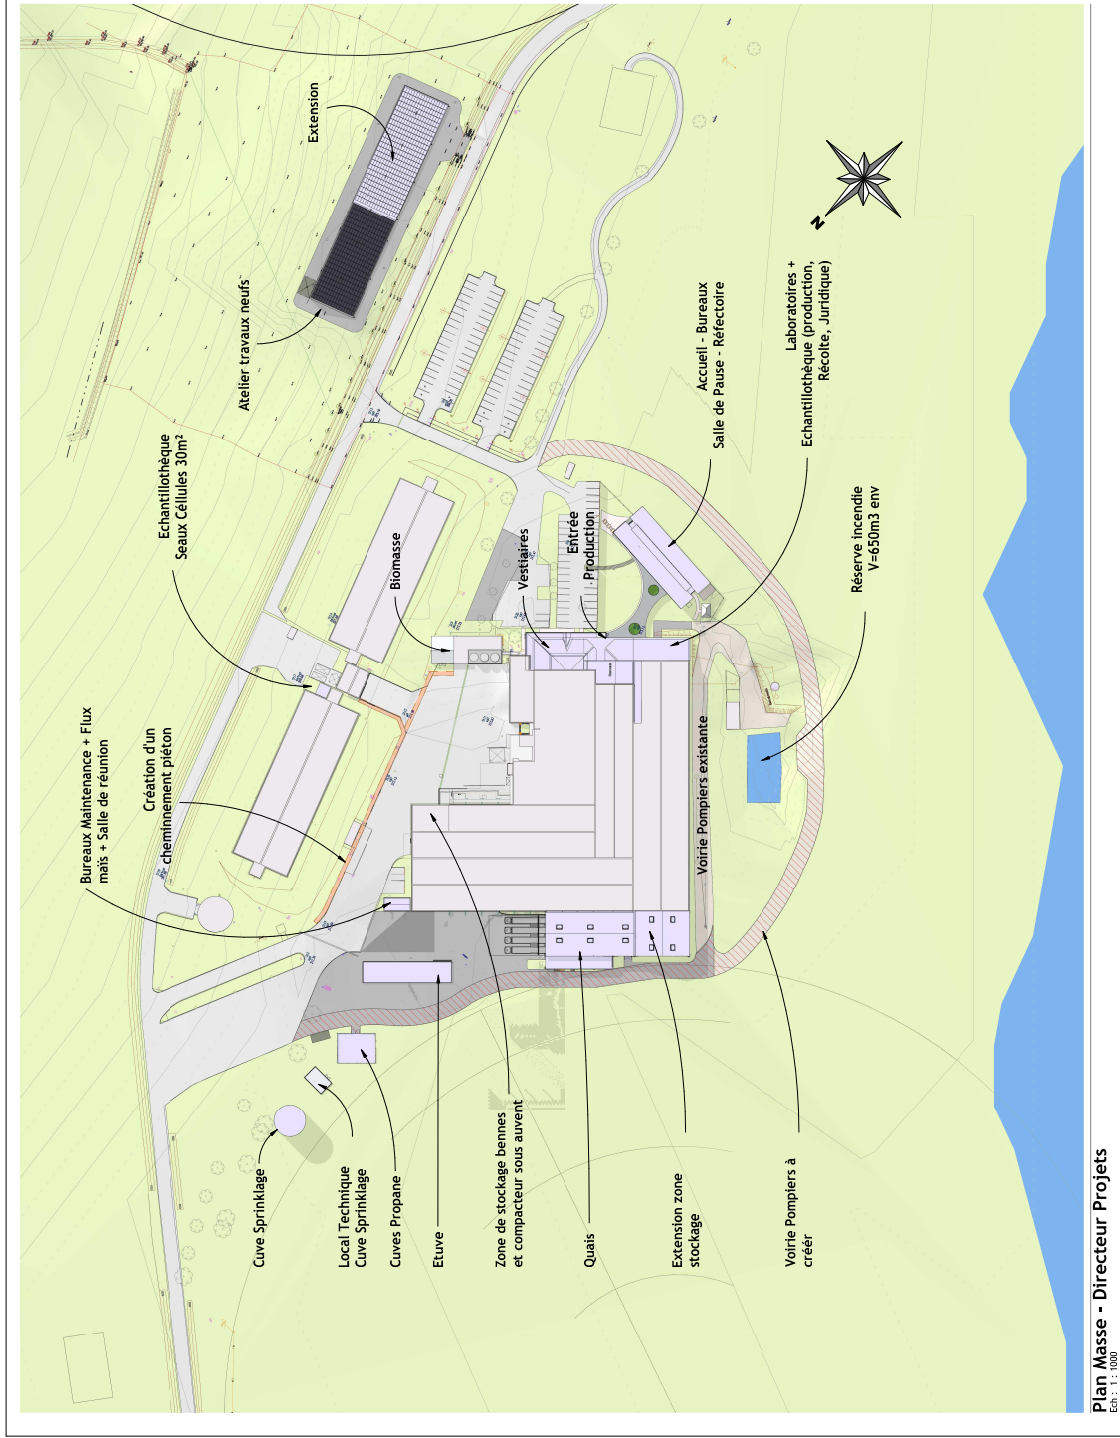 Bureaux Maintenance + Flux
maïs + Salle de réunion
Création d'un
cheminnement piéton
Echantillothèque
Seaux Céllules 30m²
Atelier travaux neufs
Extension
Biomasse
Vestiaires
Entrée
Production
Accueil - Bureaux
Salle de Pause - Réfectoire
Laboratoires +
Echantillothèque (production,
Récolte, Juridique)
Réserve incendie
V=650m3 env
N
Voirie Pompiers existante
Cuve Sprinklage
Local Technique
Cuve Sprinklage
Cuves Propane
Etuve
Zone de stockage bennes
et compacteur sous auvent
Quais
Extension zone
stockage
Voirie Pompiers à
créér
Plan Masse - Directeur Projets
Ech : 1 : 1000